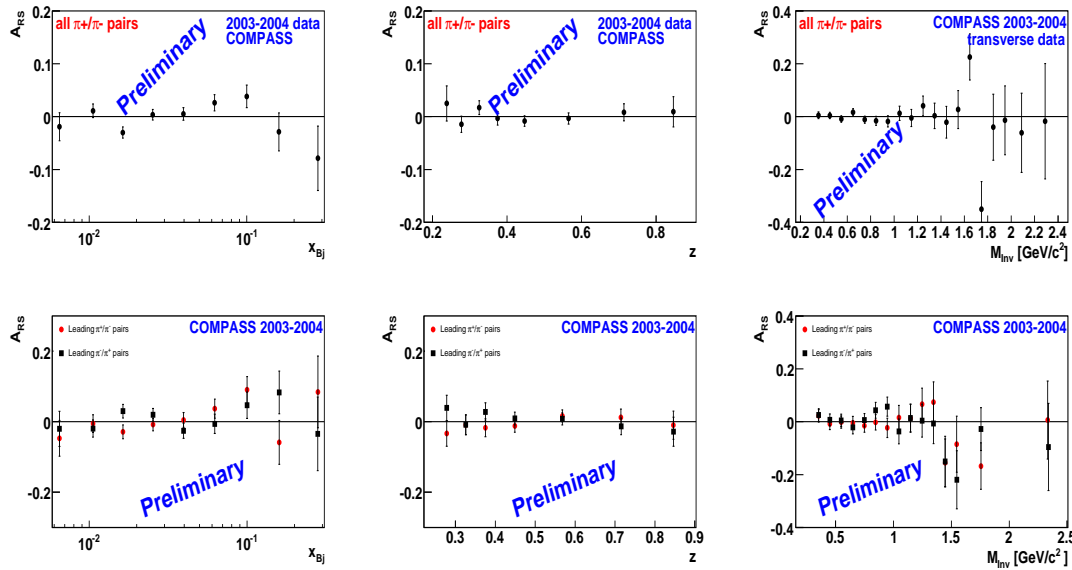 all π+/π- pairs
2003-2004 data
COMPASS
Preliminary
A_RS
0.2
0.1
0
-0.1
-0.2
10^-2
10^-1
x_Bj
all π+/π- pairs
2003-2004 data
COMPASS
Preliminary
A_RS
0.2
0.1
0
-0.1
-0.2
0.2
0.4
0.6
0.8
z
all π+/π- pairs
COMPASS 2003-2004
transverse data
Preliminary
A_RS
0.4
0.2
0
-0.2
-0.4
0.2 0.4 0.6 0.8 1 1.2 1.4 1.6 1.8 2 2.2 2.4
M_Inv [GeV/c²]
Leading π⁺/π⁻ pairs
Leading π⁻/π⁺ pairs
COMPASS 2003-2004
Preliminary
A_RS
0.2
0
-0.2
10^-2
10^-1
x_Bj
Leading π⁺/π⁻ pairs
Leading π⁻/π⁺ pairs
COMPASS 2003-2004
Preliminary
A_RS
0.2
0
-0.2
0.3 0.4 0.5 0.6 0.7 0.8 0.9
z
Leading π⁺/π⁻ pairs
Leading π⁻/π⁺ pairs
COMPASS 2003-2004
Preliminary
A_RS
0.4
0.2
0
-0.2
-0.4
0.5 1 1.5 2 2.5
M_Inv [GeV/c²]